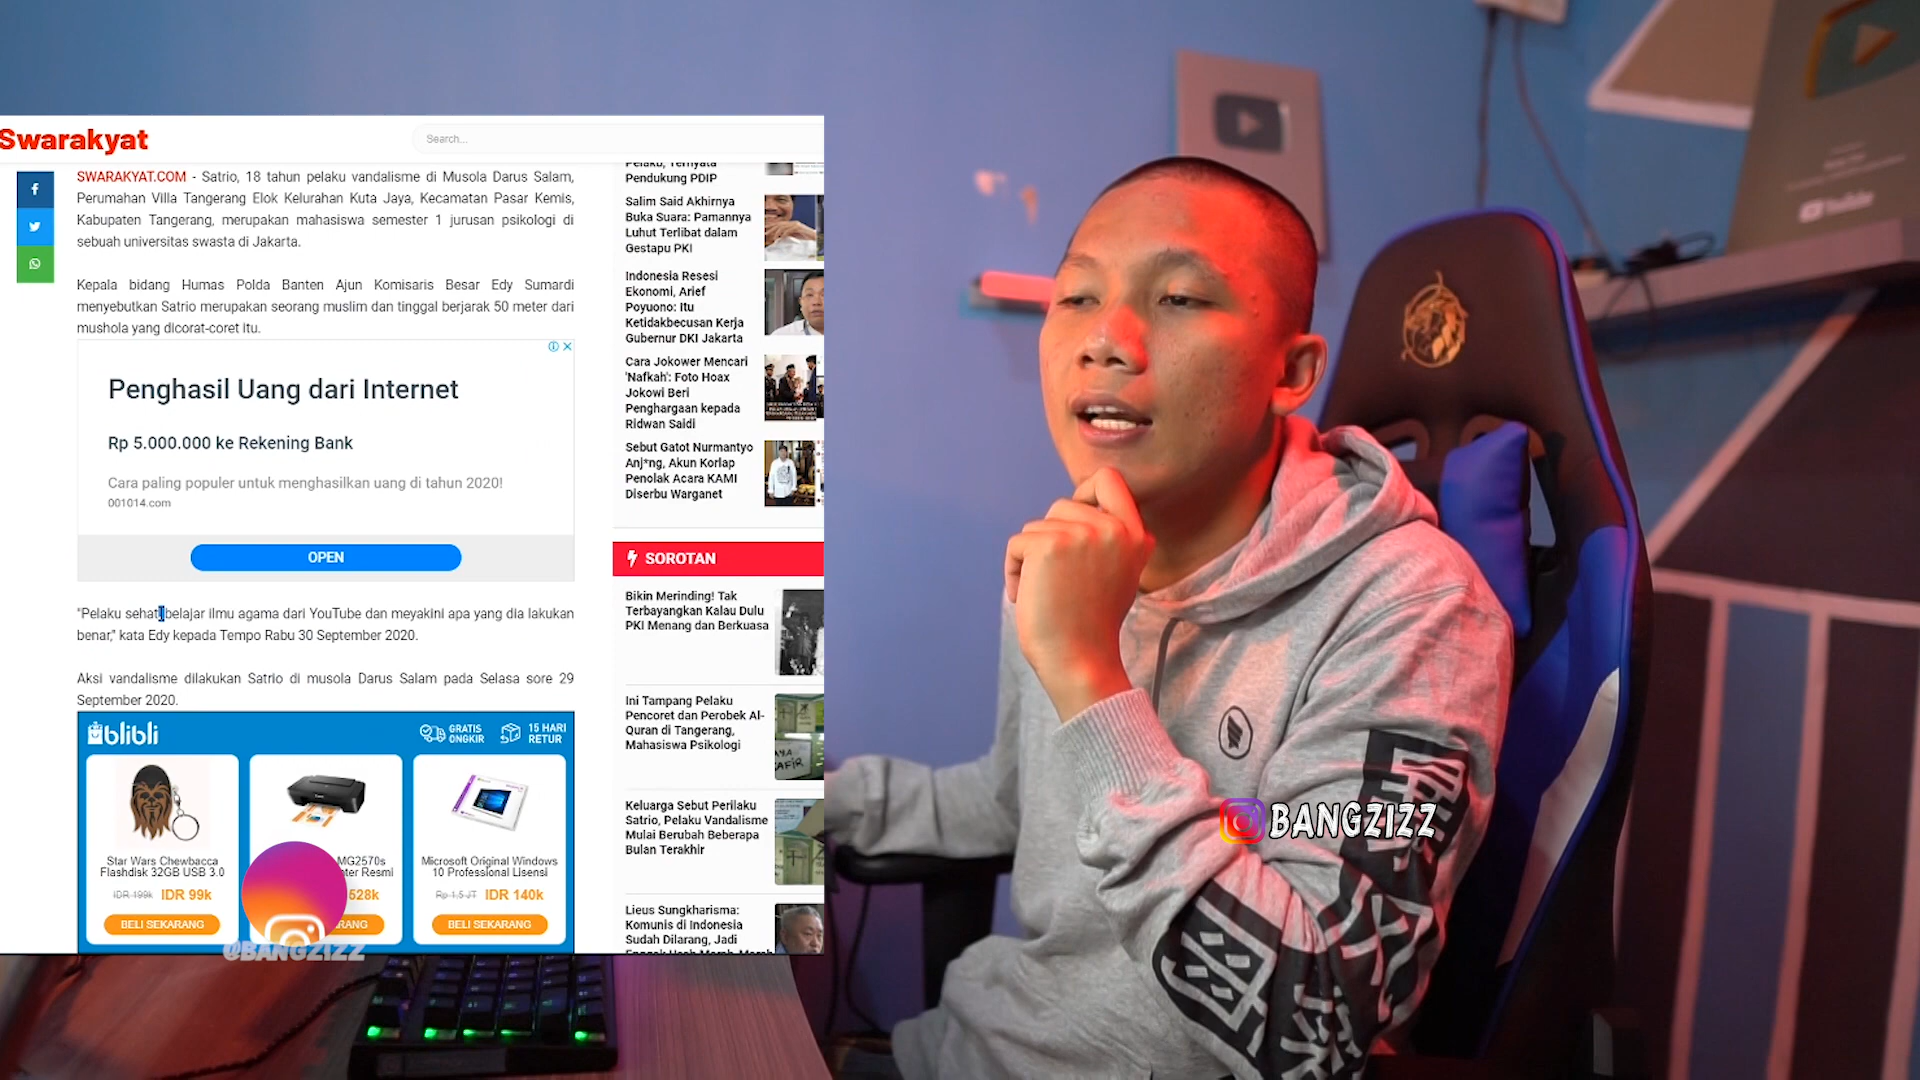 Swarakyat
Search...
SWARAKYAT.COM - Satrio, 18 tahun pelaku vandalisme di Musola Darus Salam,
Perumahan Villa Tangerang Elok Kelurahan Kuta Jaya, Kecamatan Pasar Kemis,
Kabupaten Tangerang, merupakan mahasiswa semester 1 jurusan psikologi di
sebuah universitas swasta di Jakarta.
Kepala bidang Humas Polda Banten Ajun Komisaris Besar Edy Sumardi
menyebutkan Satrio merupakan seorang muslim dan tinggal berjarak 50 meter dari
mushola yang dicorat-coret itu.
Penghasil Uang dari Internet
Rp 5.000.000 ke Rekening Bank
Cara paling populer untuk menghasilkan uang di tahun 2020!
001014.com
OPEN
"Pelaku sehat, belajar ilmu agama dari YouTube dan meyakini apa yang dia lakukan
benar," kata Edy kepada Tempo Rabu 30 September 2020.
Aksi vandalisme dilakukan Satrio di musola Darus Salam pada Selasa sore 29
September 2020.
blibli
GRATIS
ONGKIR
15 HARI
RETUR
Star Wars Chewbacca
Flashdisk 32GB USB 3.0
IDR 199k IDR 99k
BELI SEKARANG
MG2570s
ter Resmi
528k
RANG
Microsoft Original Windows
10 Professional Lisensi
Rp 1,5 JT IDR 140k
BELI SEKARANG
@BANGZIZZ
Pelaku, Ternyata
Pendukung PDIP
Salim Said Akhirnya
Buka Suara: Pamannya
Luhut Terlibat dalam
Gestapu PKI
Indonesia Resesi
Ekonomi, Arief
Poyuono: Itu
Ketidakbecusan Kerja
Gubernur DKI Jakarta
Cara Jokower Mencari
'Nafkah': Foto Hoax
Jokowi Beri
Penghargaan kepada
Ridwan Saidi
Sebut Gatot Nurmantyo
Anj*ng, Akun Korlap
Penolak Acara KAMI
Diserbu Warganet
SOROTAN
Bikin Merinding! Tak
Terbayangkan Kalau Dulu
PKI Menang dan Berkuasa
Ini Tampang Pelaku
Pencoret dan Perobek Al-
Quran di Tangerang,
Mahasiswa Psikologi
Keluarga Sebut Perilaku
Satrio, Pelaku Vandalisme
Mulai Berubah Beberapa
Bulan Terakhir
Lieus Sungkharisma:
Komunis di Indonesia
Sudah Dilarang, Jadi
BANGZIZZ
YouTube